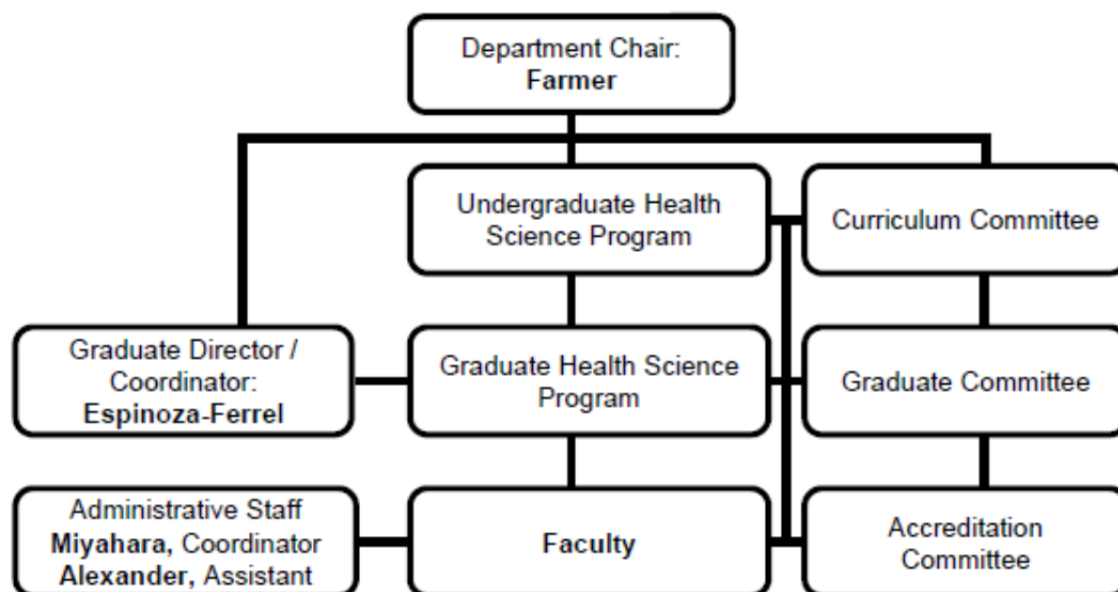 Department Chair:
Farmer
Undergraduate Health
Science Program
Curriculum Committee
Graduate Director /
Coordinator:
Espinoza-Ferrel
Graduate Health Science
Program
Graduate Committee
Administrative Staff
Miyahara, Coordinator
Alexander, Assistant
Faculty
Accreditation
Committee